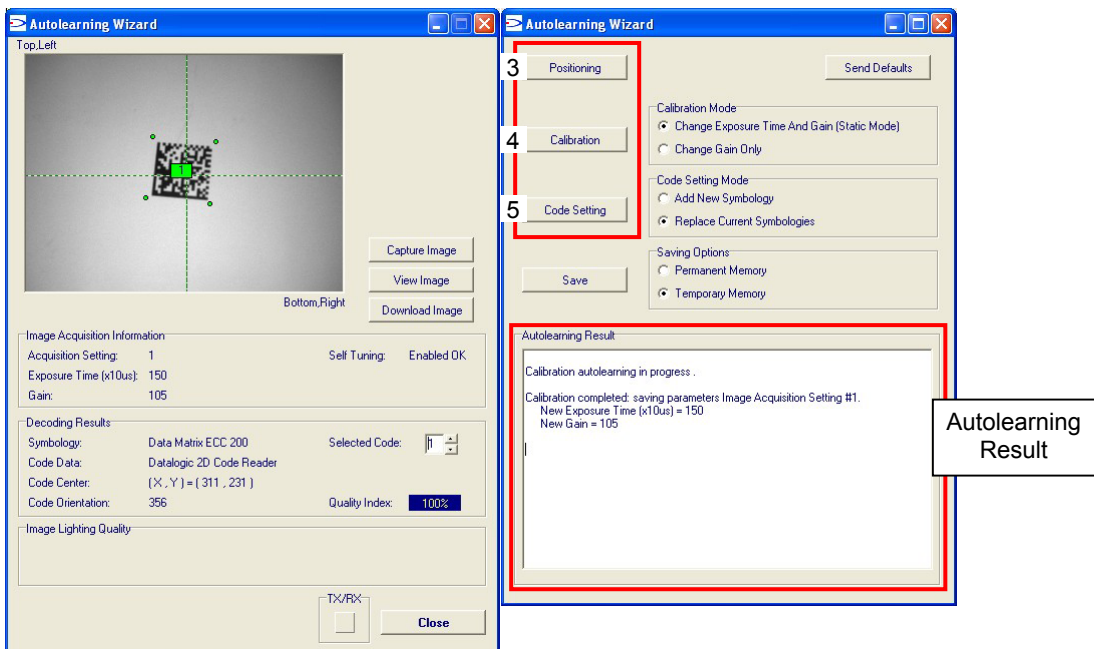 Autolearning Wizard
Top,Left
1
Bottom,Right
Capture Image
View Image
Download Image
Image Acquisition Information
Acquisition Setting: 1 Self Tuning: Enabled OK
Exposure Time (x10us): 150
Gain: 105
Decoding Results
Symbology: Data Matrix ECC 200 Selected Code: 1
Code Data: Datalogic 2D Code Reader
Code Center: ( X , Y ) = ( 311 , 231 )
Code Orientation: 356 Quality Index: 100%
Image Lighting Quality
TX/RX
Close
Autolearning Wizard
3 Positioning
Send Defaults
4 Calibration
5 Code Setting
Save
Calibration Mode
Change Exposure Time And Gain (Static Mode)
Change Gain Only
Code Setting Mode
Add New Symbology
Replace Current Symbologies
Saving Options
Permanent Memory
Temporary Memory
Autolearning Result
Calibration autolearning in progress .
Calibration completed: saving parameters Image Acquisition Setting #1.
New Exposure Time (x10us) = 150
New Gain = 105
Autolearning
Result